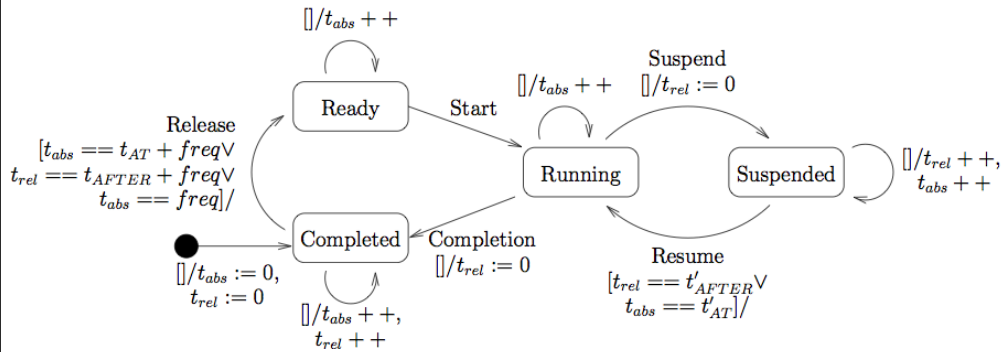 []/t_abs + +
Ready
Start
Release
[t_abs == t_AT + freq∨
t_rel == t_AFTER + freq∨
t_abs == freq]/
[]/t_abs + +
Running
Suspend
[]/t_rel := 0
Suspended
[]/t_rel + +,
t_abs + +
Completed
Completion
[]/t_rel := 0
Resume
[t_rel == t'_AFTER∨
t_abs == t'_AT]/
[]/t_abs := 0,
t_rel := 0
[]/t_abs + +,
t_rel + +